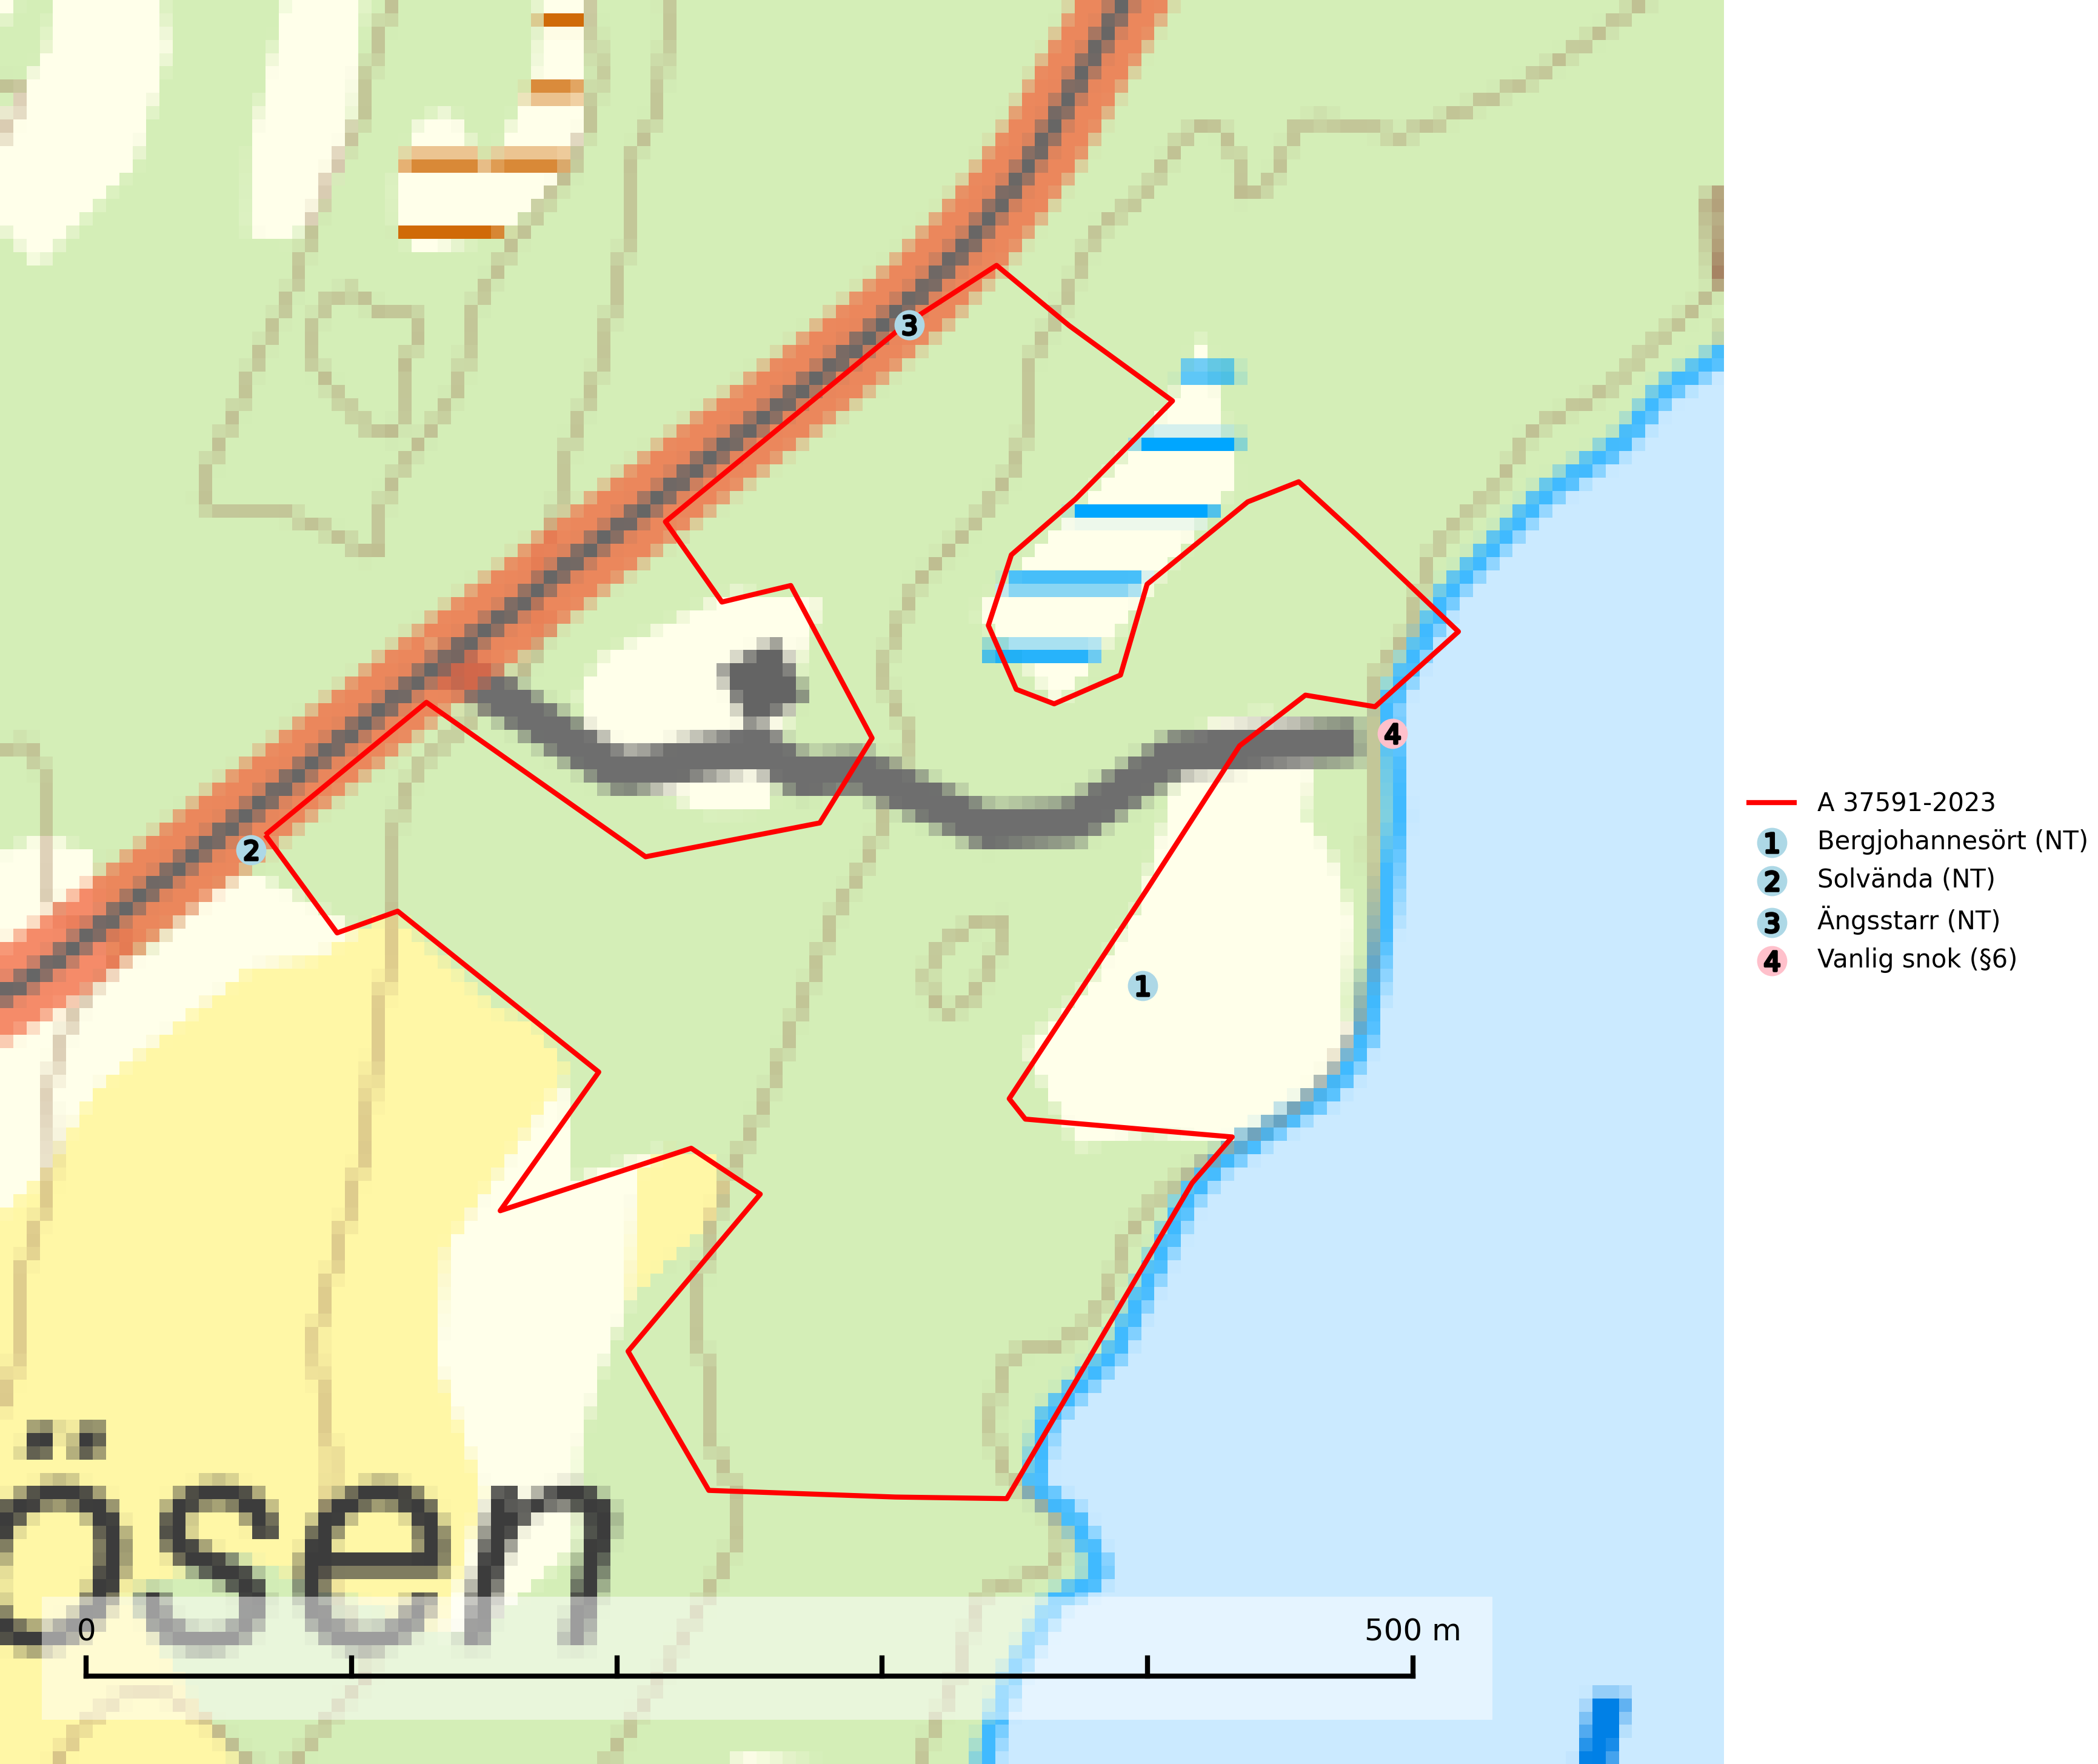 3
4
2
1
ösen
0 500 m
A 37591-2023
1 Bergjohannesört (NT)
2 Solvända (NT)
3 Ängsstarr (NT)
4 Vanlig snok (§6)